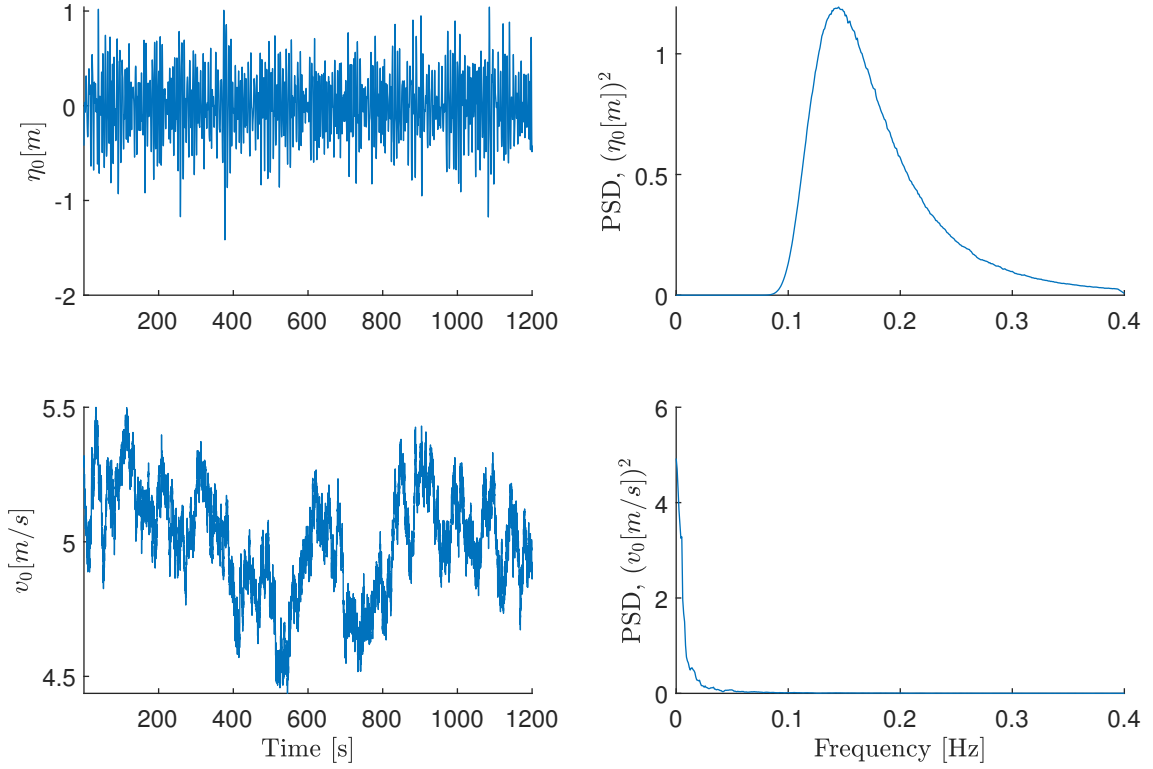 1
0
-1
-2
η₀[m]
200 400 600 800 1000 1200
1
0.5
0
PSD, (η₀[m])²
0 0.1 0.2 0.3 0.4
5.5
5
4.5
v₀[m/s]
200 400 600 800 1000 1200
Time [s]
6
4
2
0
PSD, (v₀[m/s])²
0 0.1 0.2 0.3 0.4
Frequency [Hz]